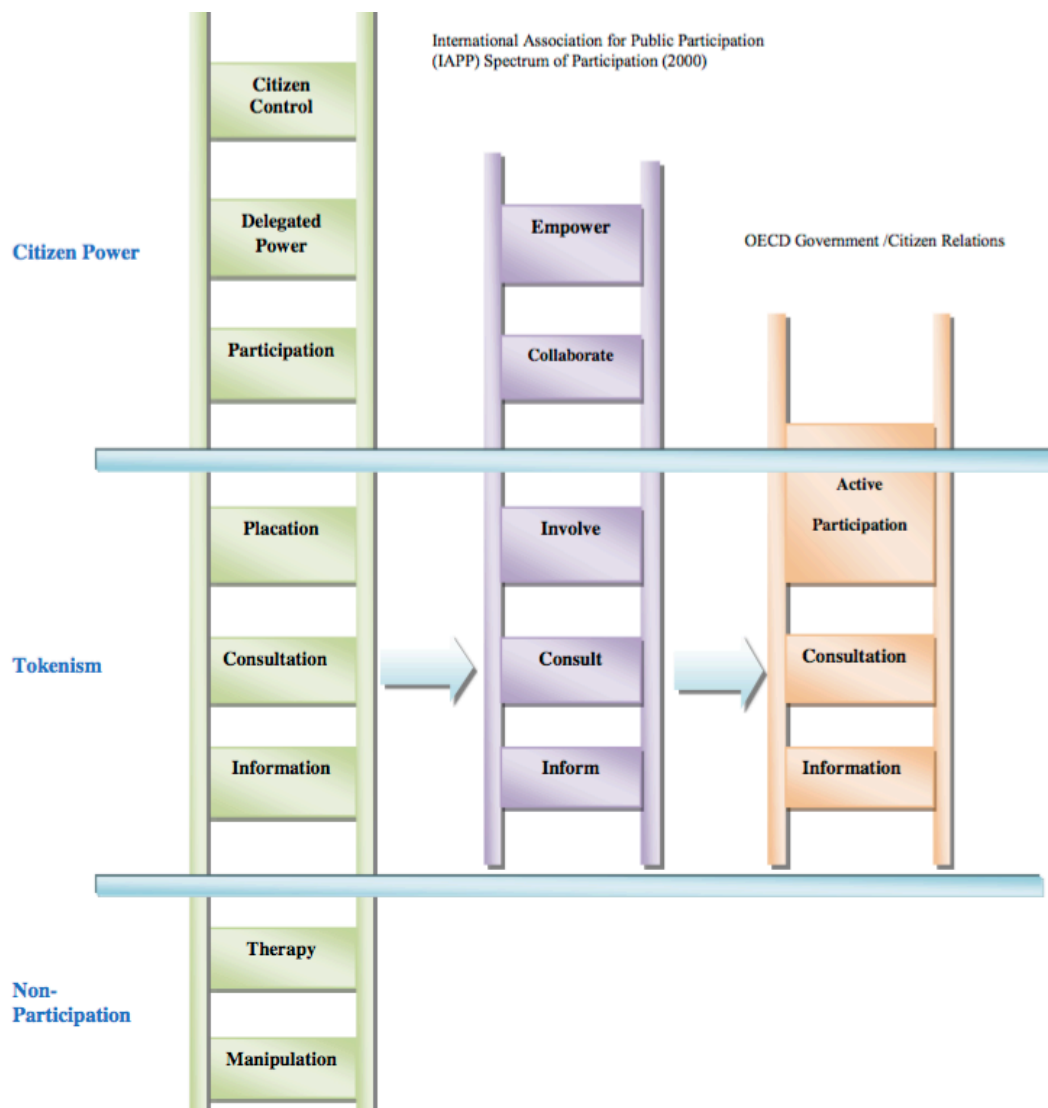 International Association for Public Participation
(IAPP) Spectrum of Participation (2000)
Citizen
Control
Delegated
Power
Empower
Citizen Power
OECD Government /Citizen Relations
Participation
Collaborate
Active
Participation
Placation
Involve
Tokenism
Consultation
Consult
Consultation
Information
Inform
Information
Therapy
Non-
Participation
Manipulation